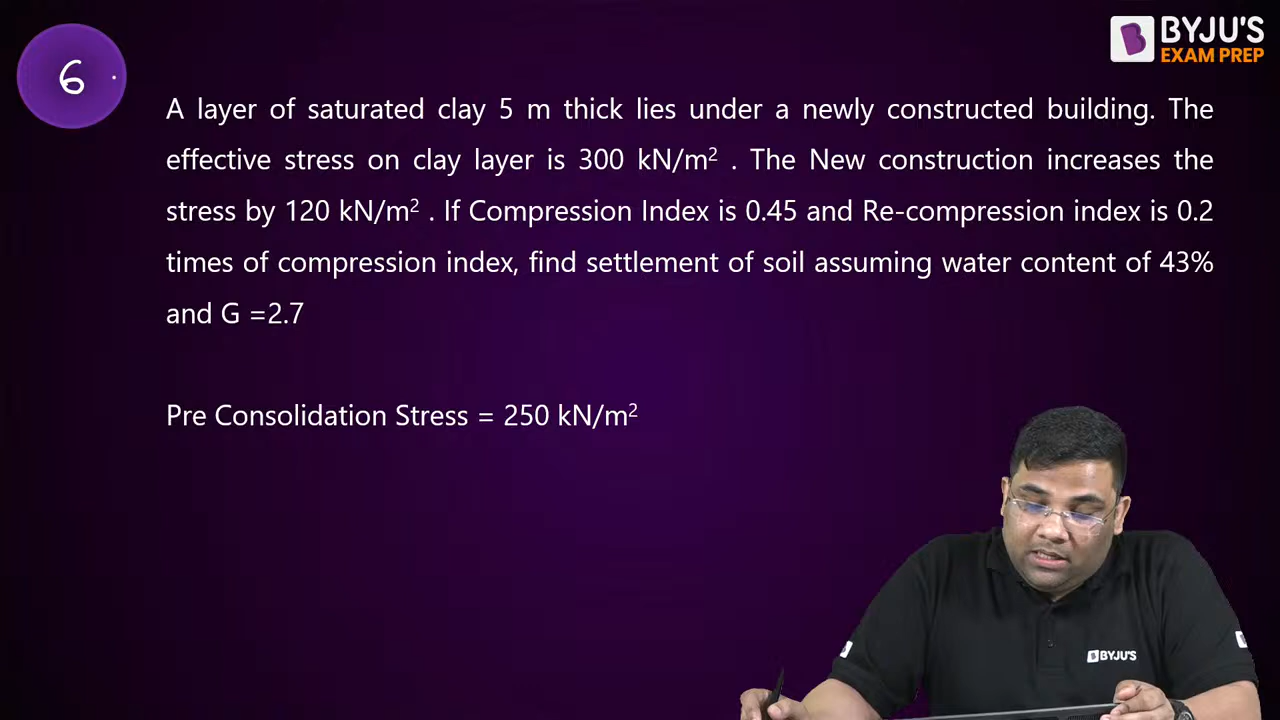 6
BYJU'S
EXAM PREP
A layer of saturated clay 5 m thick lies under a newly constructed building. The
effective stress on clay layer is 300 kN/m² . The New construction increases the
stress by 120 kN/m² . If Compression Index is 0.45 and Re-compression index is 0.2
times of compression index, find settlement of soil assuming water content of 43%
and G =2.7
Pre Consolidation Stress = 250 kN/m²
BYJU'S